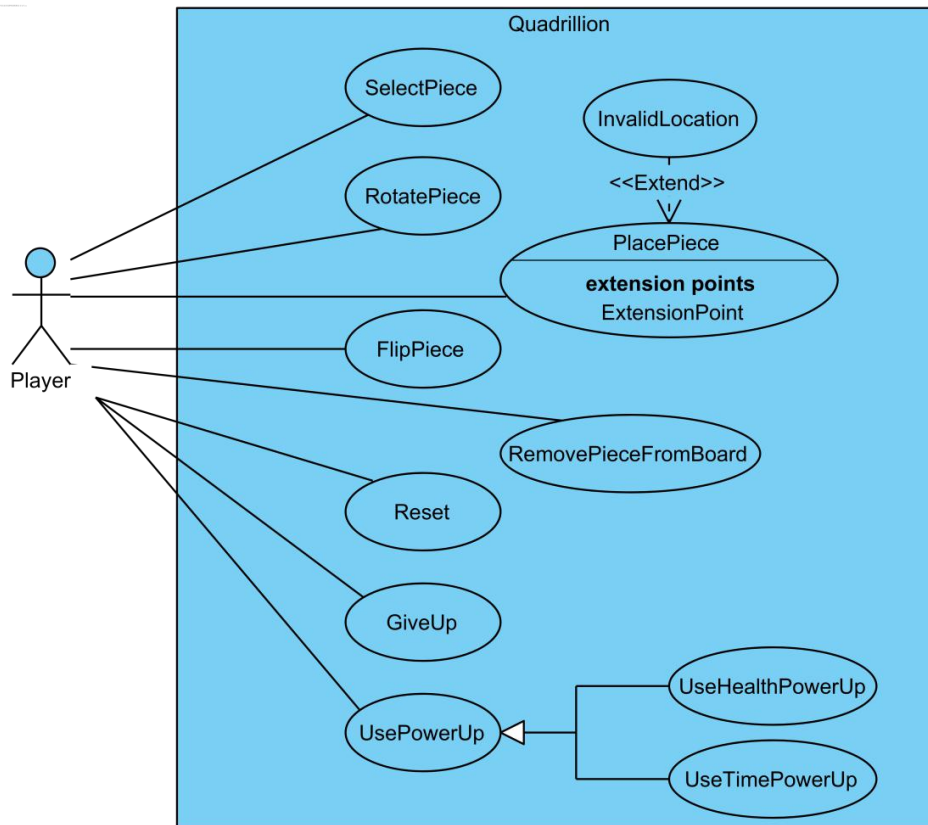 Quadrillion
SelectPiece
InvalidLocation
<<Extend>>
RotatePiece
PlacePiece
extension points
ExtensionPoint
FlipPiece
Player
RemovePieceFromBoard
Reset
GiveUp
UseHealthPowerUp
UsePowerUp
UseTimePowerUp